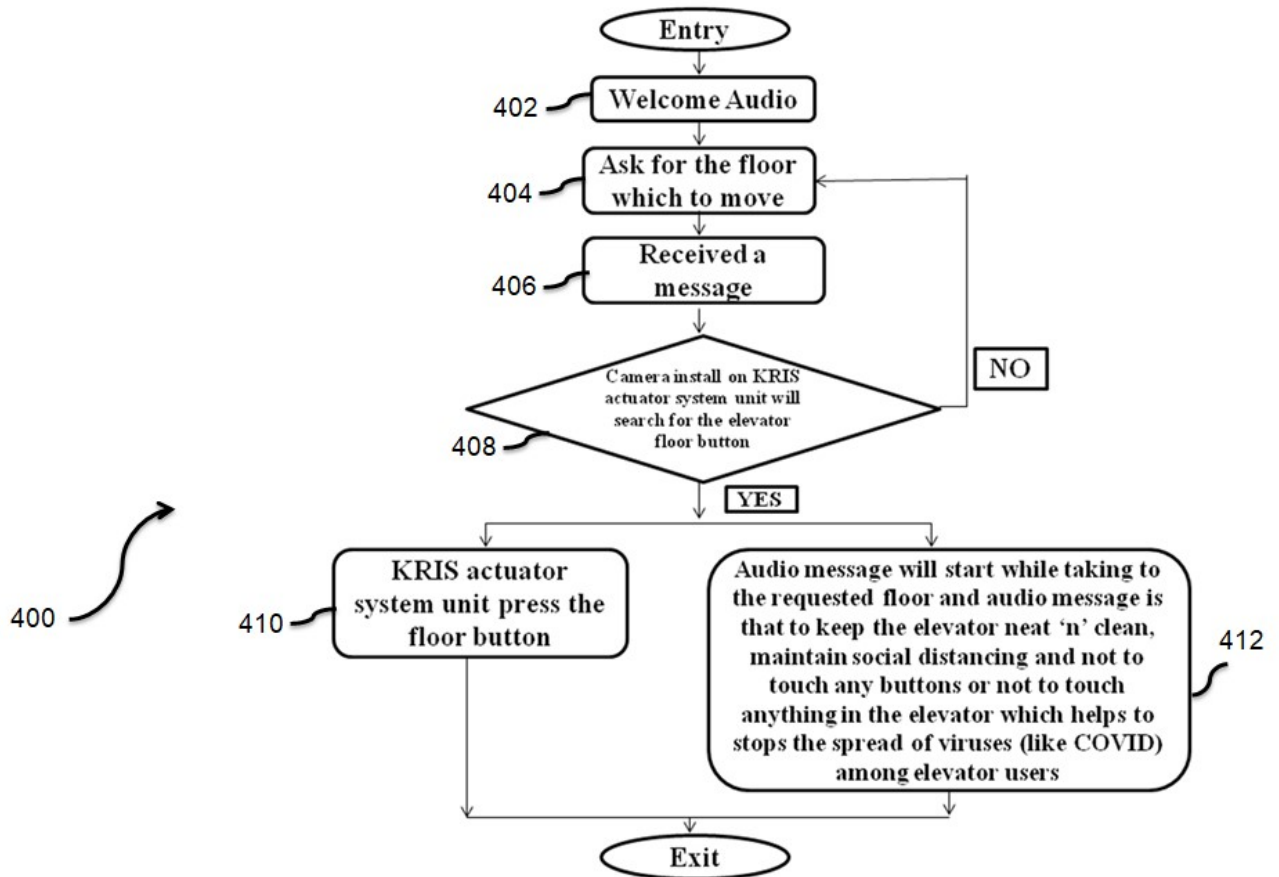 Entry
402
Welcome Audio
404
Ask for the floor
which to move
406
Received a
message
408
Camera install on KRIS
actuator system unit will
search for the elevator
floor button
NO
YES
400
410
KRIS actuator
system unit press the
floor button
412
Audio message will start while taking to
the requested floor and audio message is
that to keep the elevator neat ‘n’ clean,
maintain social distancing and not to
touch any buttons or not to touch
anything in the elevator which helps to
stops the spread of viruses (like COVID)
among elevator users
Exit